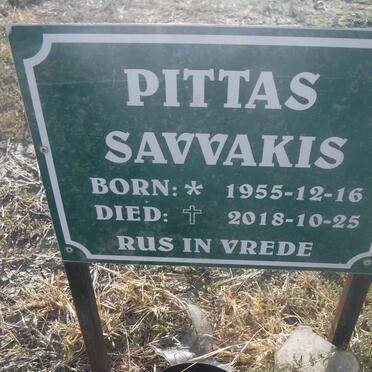 PITTAS
SAVVAKIS
BORN: * 1955-12-16
DIED: ✝ 2018-10-25
RUS IN VREDE